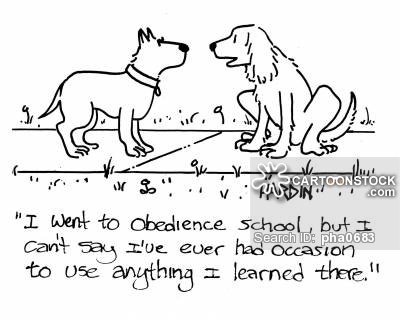 HARDIN
CARTOONSTOCK
.com
Search ID: pha0683
"I went to obedience school, but I
can't say I've ever had occasion
to use anything I learned there."